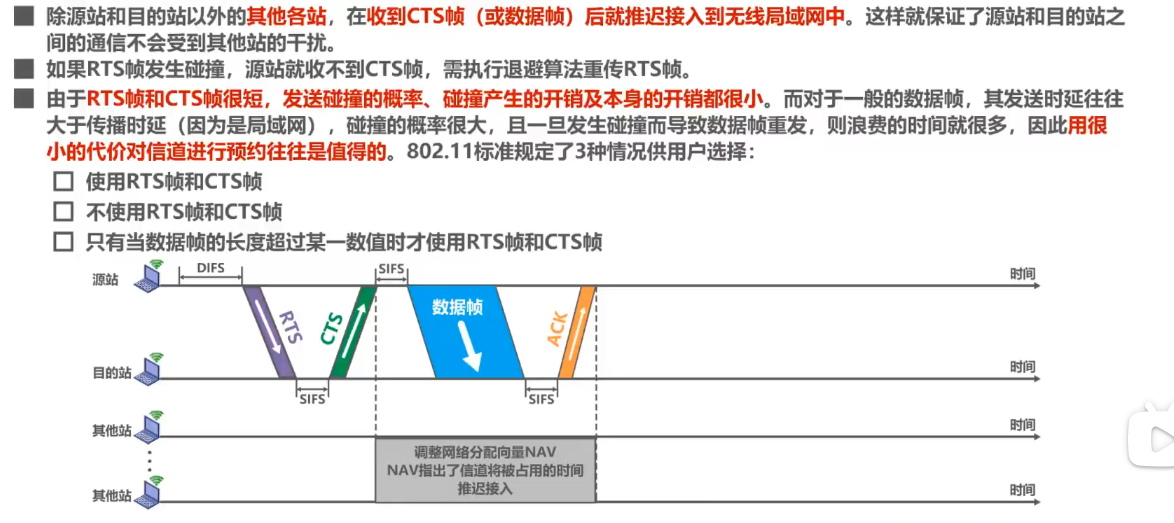 除源站和目的站以外的其他各站，在收到CTS帧（或数据帧）后就推迟接入到无线局域网中。这样就保证了源站和目的站之
间的通信不会受到其他站的干扰。
如果RTS帧发生碰撞，源站就收不到CTS帧，需执行退避算法重传RTS帧。
由于RTS帧和CTS帧很短，发送碰撞的概率、碰撞产生的开销及本身的开销都很小。而对于一般的数据帧，其发送时延往往
大于传播时延（因为是局域网），碰撞的概率很大，且一旦发生碰撞而导致数据帧重发，则浪费的时间就很多，因此用很
小的代价对信道进行预约往往是值得的。802.11标准规定了3种情况供用户选择：
使用RTS帧和CTS帧
不使用RTS帧和CTS帧
只有当数据帧的长度超过某一数值时才使用RTS帧和CTS帧
DIFS
SIFS
源站
时间
RTS
CTS
数据帧
ACK
目的站
时间
SIFS
SIFS
其他站
时间
调整网络分配向量NAV
NAV指出了信道将被占用的时间
推迟接入
其他站
时间